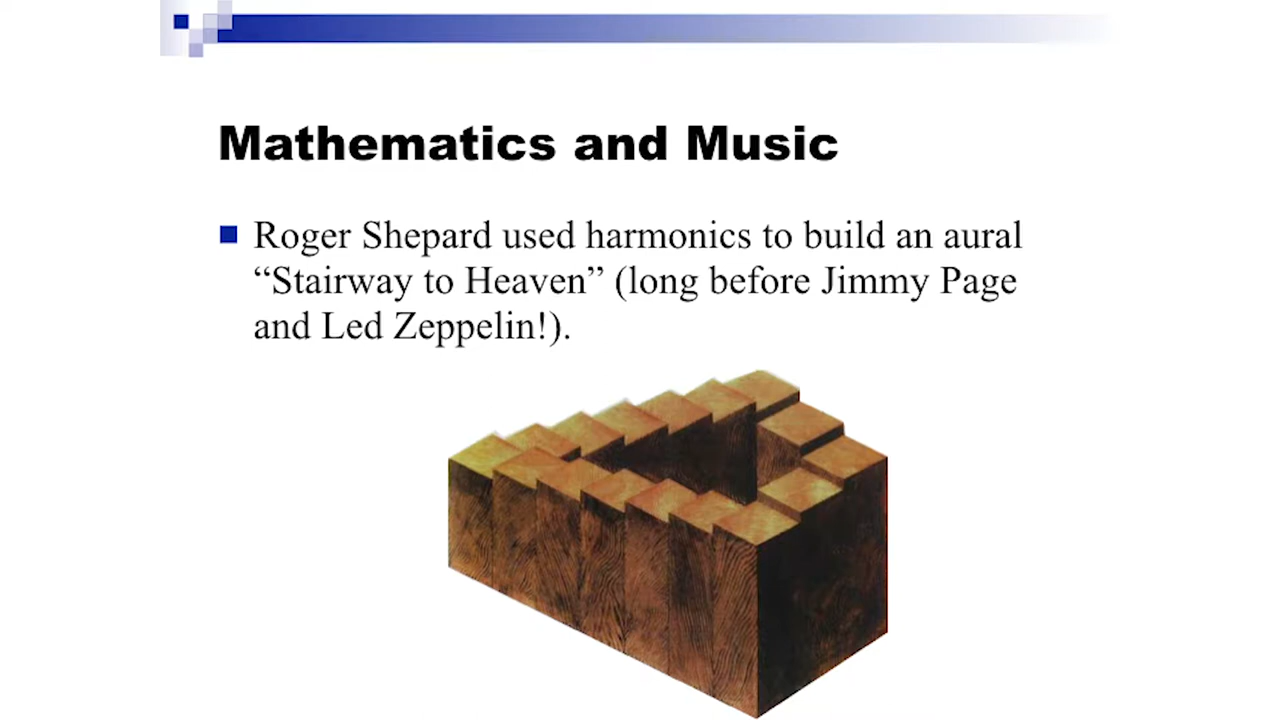 Mathematics and Music
Roger Shepard used harmonics to build an aural
“Stairway to Heaven” (long before Jimmy Page
and Led Zeppelin!).